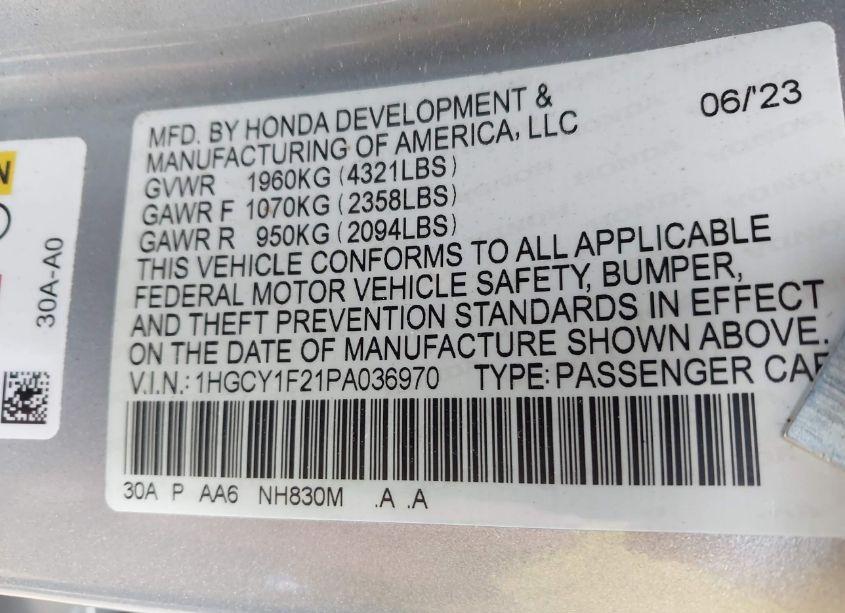 06/'23
MFD. BY HONDA DEVELOPMENT &
MANUFACTURING OF AMERICA, LLC
GVWR 1960KG (4321LBS)
GAWR F 1070KG (2358LBS)
GAWR R 950KG (2094LBS)
THIS VEHICLE CONFORMS TO ALL APPLICABLE
FEDERAL MOTOR VEHICLE SAFETY, BUMPER,
AND THEFT PREVENTION STANDARDS IN EFFECT
ON THE DATE OF MANUFACTURE SHOWN ABOVE.
V.I.N.: 1HGCY1F21PA036970 TYPE: PASSENGER CAR
30A P AA6 NH830M .A .A
30A-A0
N